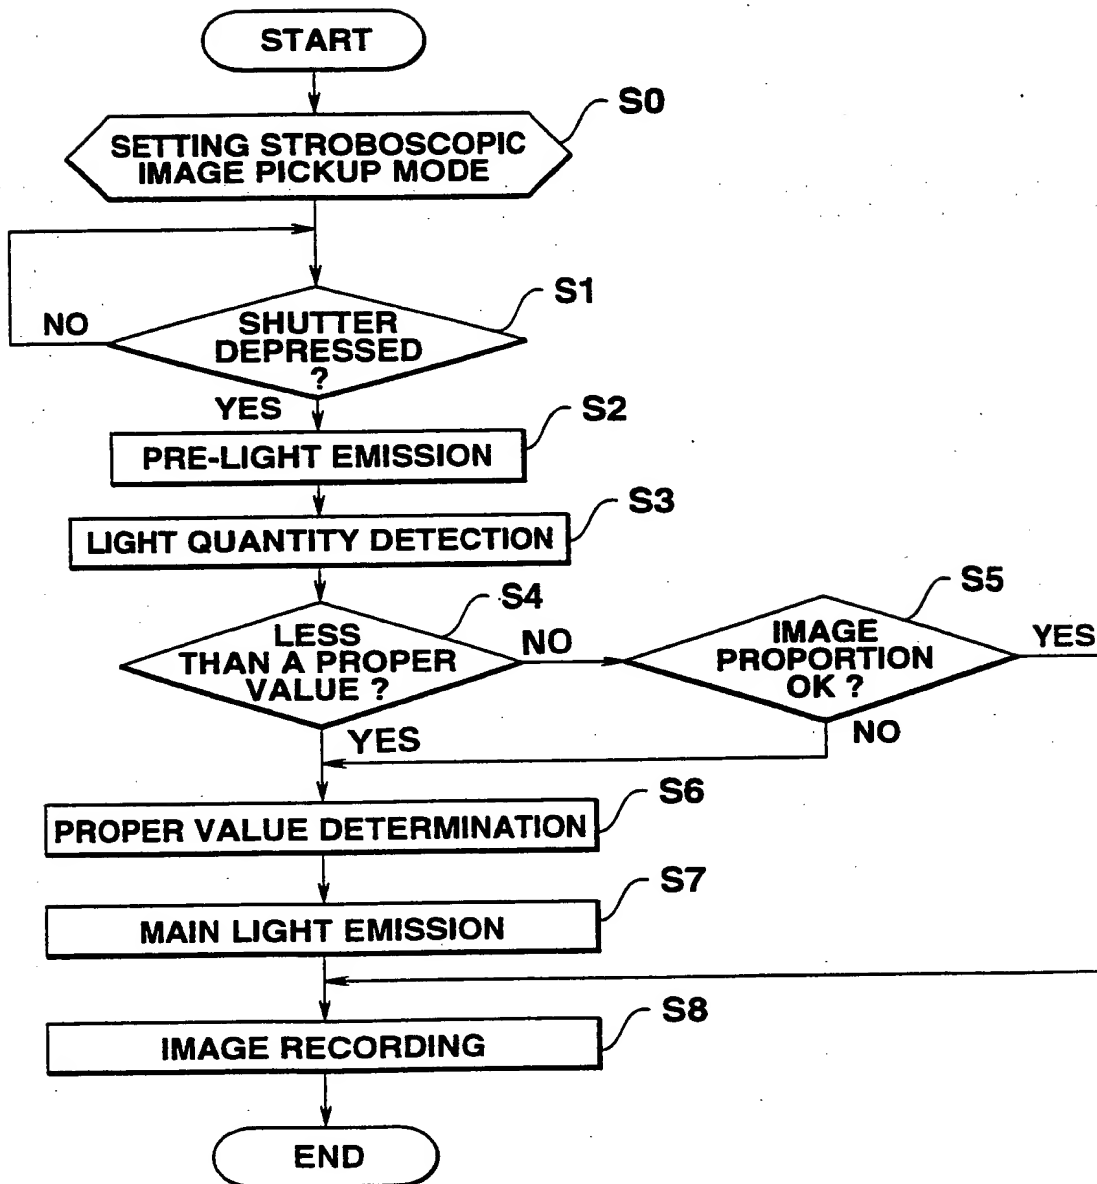 START
S0
SETTING STROBOSCOPIC
IMAGE PICKUP MODE
S1
NO
SHUTTER
DEPRESSED
?
YES
S2
PRE-LIGHT EMISSION
S3
LIGHT QUANTITY DETECTION
S4
S5
LESS
THAN A PROPER
VALUE ?
NO
IMAGE
PROPORTION
OK ?
YES
YES
NO
S6
PROPER VALUE DETERMINATION
S7
MAIN LIGHT EMISSION
S8
IMAGE RECORDING
END